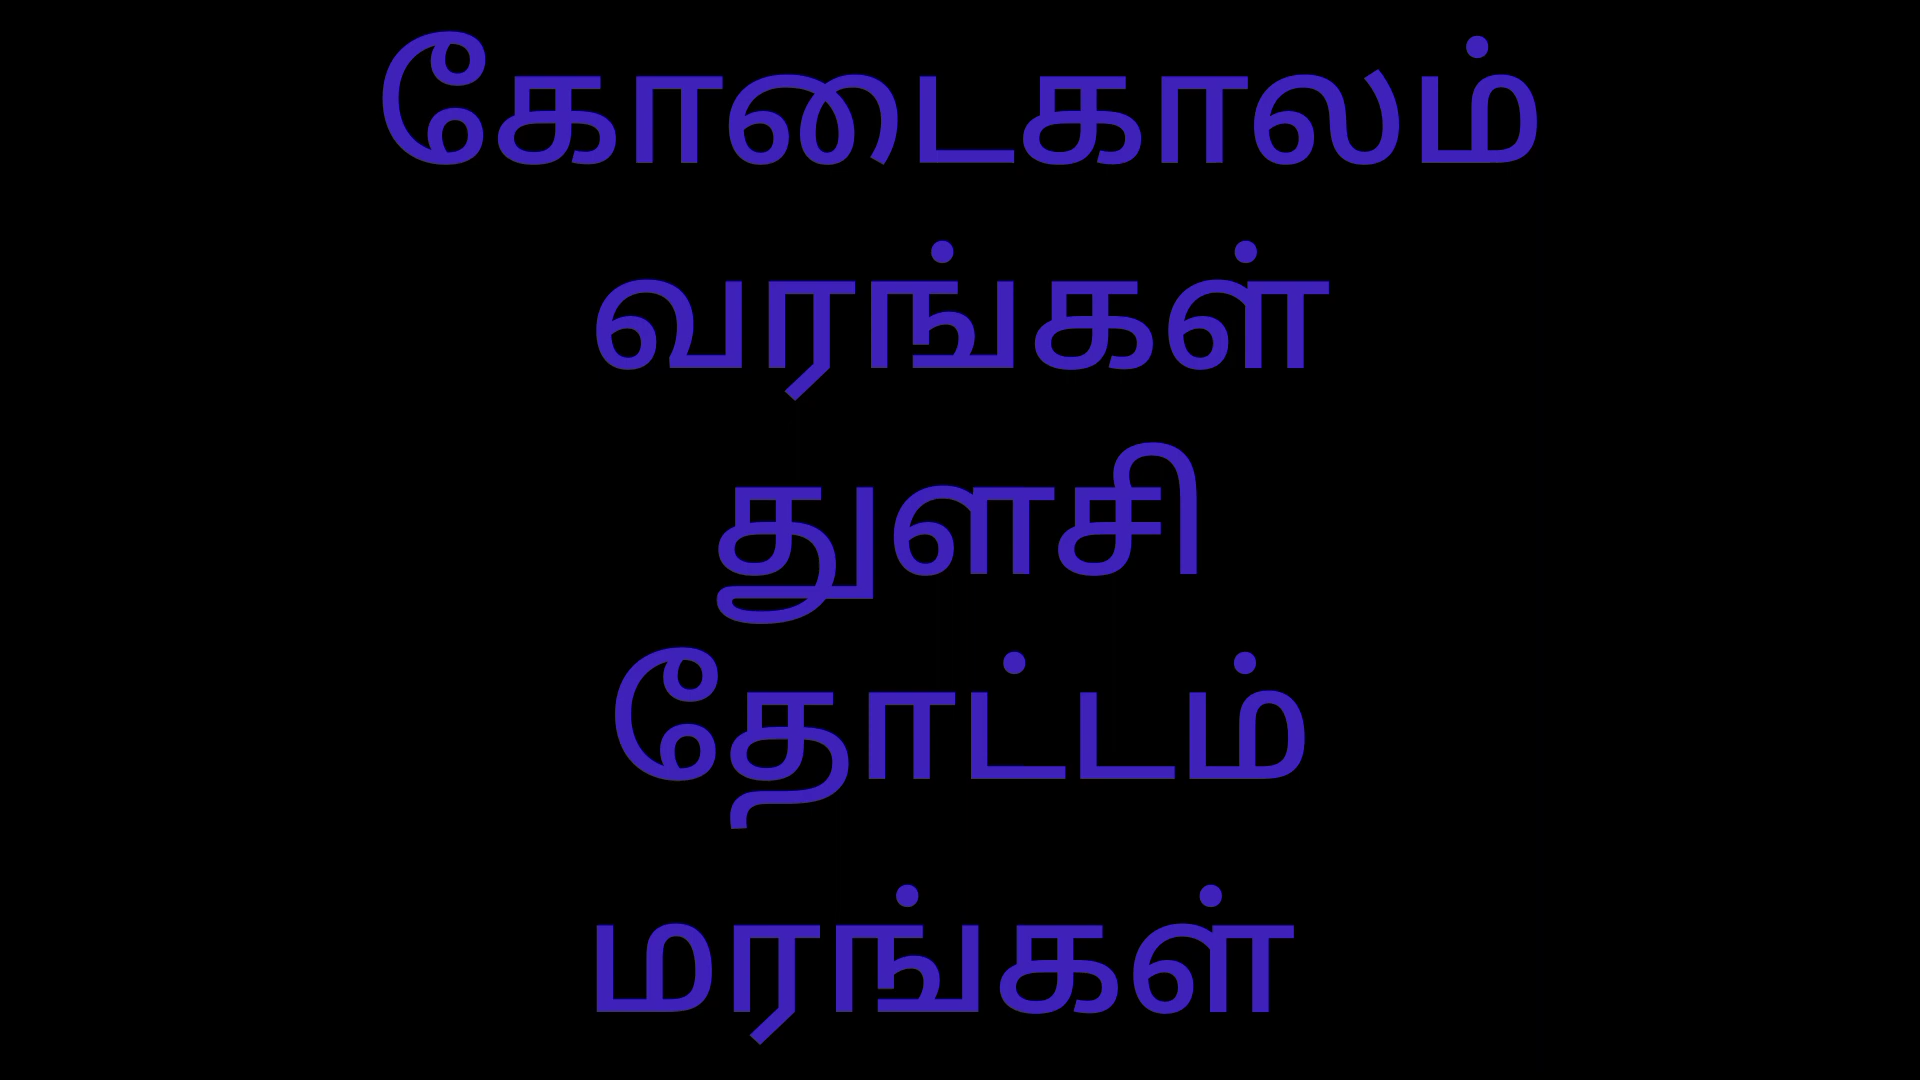 கோடைகாலம்
வரங்கள்
துளசி
தோட்டம்
மரங்கள்